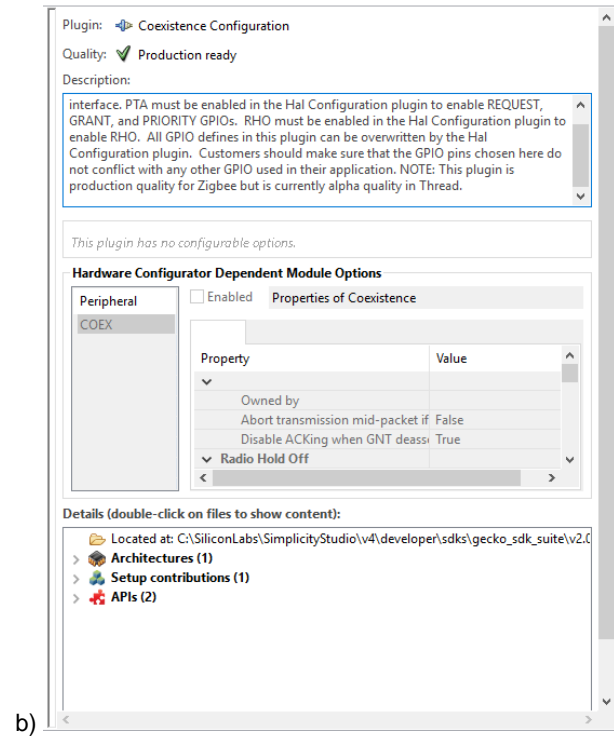 Plugin: Coexistence Configuration
Quality: Production ready
Description:
interface. PTA must be enabled in the Hal Configuration plugin to enable REQUEST,
GRANT, and PRIORITY GPIOs. RHO must be enabled in the Hal Configuration plugin to
enable RHO. All GPIO defines in this plugin can be overwritten by the Hal
Configuration plugin. Customers should make sure that the GPIO pins chosen here do
not conflict with any other GPIO used in their application. NOTE: This plugin is
production quality for Zigbee but is currently alpha quality in Thread.
This plugin has no configurable options.
Hardware Configurator Dependent Module Options
Peripheral
COEX
Enabled Properties of Coexistence
Property Value
Owned by
Abort transmission mid-packet if False
Disable ACKing when GNT deasse True
Radio Hold Off
Details (double-click on files to show content):
Located at: C:\SiliconLabs\SimplicityStudio\v4\developer\sdks\gecko_sdk_suite\v2.0
Architectures (1)
Setup contributions (1)
APIs (2)
b)